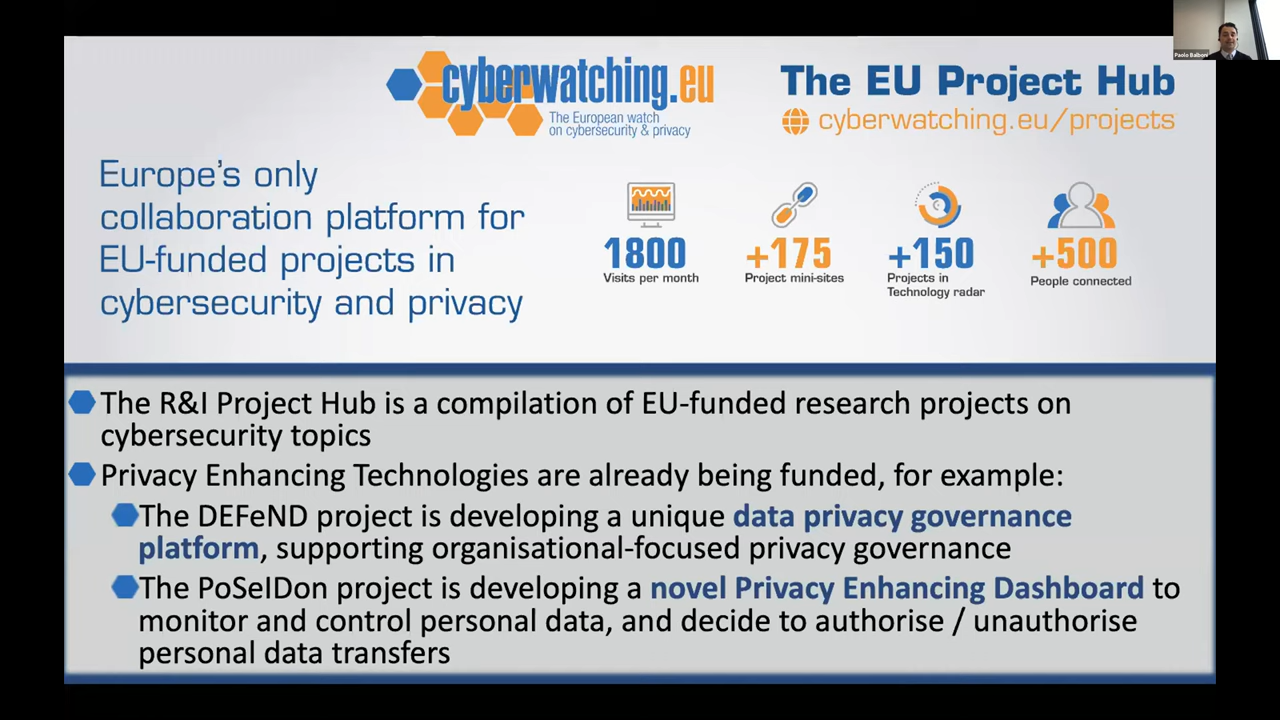 Paolo Balboni
cyberwatching.eu
The European watch
on cybersecurity & privacy
The EU Project Hub
cyberwatching.eu/projects
Europe's only
collaboration platform for
EU-funded projects in
cybersecurity and privacy
1800
Visits per month
+175
Project mini-sites
+150
Projects in
Technology radar
+500
People connected
The R&I Project Hub is a compilation of EU-funded research projects on
cybersecurity topics
Privacy Enhancing Technologies are already being funded, for example:
The DEFeND project is developing a unique data privacy governance
platform, supporting organisational-focused privacy governance
The PoSeIDon project is developing a novel Privacy Enhancing Dashboard to
monitor and control personal data, and decide to authorise / unauthorise
personal data transfers